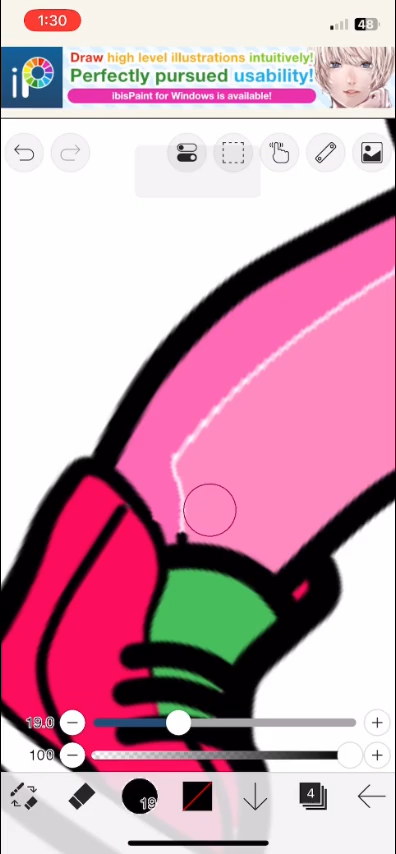 1:30
48
iP
Draw high level illustrations intuitively!
Perfectly pursued usability!
ibisPaint for Windows is available!
19.0
100
19
4